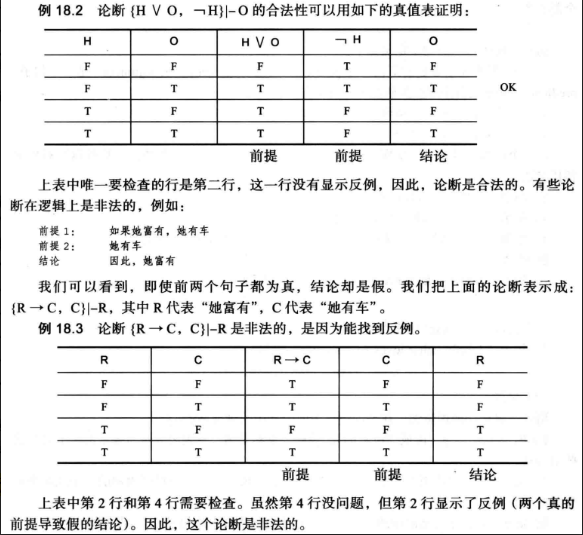 例 18.2 论断 {H ∨ O，¬H}|-O 的合法性可以用如下的真值表证明：
H O H ∨ O ¬ H O
F F F T F
F T T T T OK
T F T F F
T T T F T
前提 前提 结论
上表中唯一要检查的行是第二行，这一行没有显示反例，因此，论断是合法的。有些论
断在逻辑上是非法的，例如：
前提 1： 如果她富有，她有车
前提 2： 她有车
结论 因此，她富有
我们可以看到，即使前两个句子都为真，结论却是假。我们把上面的论断表示成：
{R → C，C}|-R，其中 R 代表“她富有”，C 代表“她有车”。
例 18.3 论断 {R → C，C}|-R 是非法的，是因为能找到反例。
R C R → C C R
F F T F F
F T T T F
T F F F T
T T T T T
前提 前提 结论
上表中第 2 行和第 4 行需要检查。虽然第 4 行没问题，但第 2 行显示了反例（两个真的
前提导致假的结论）。因此，这个论断是非法的。